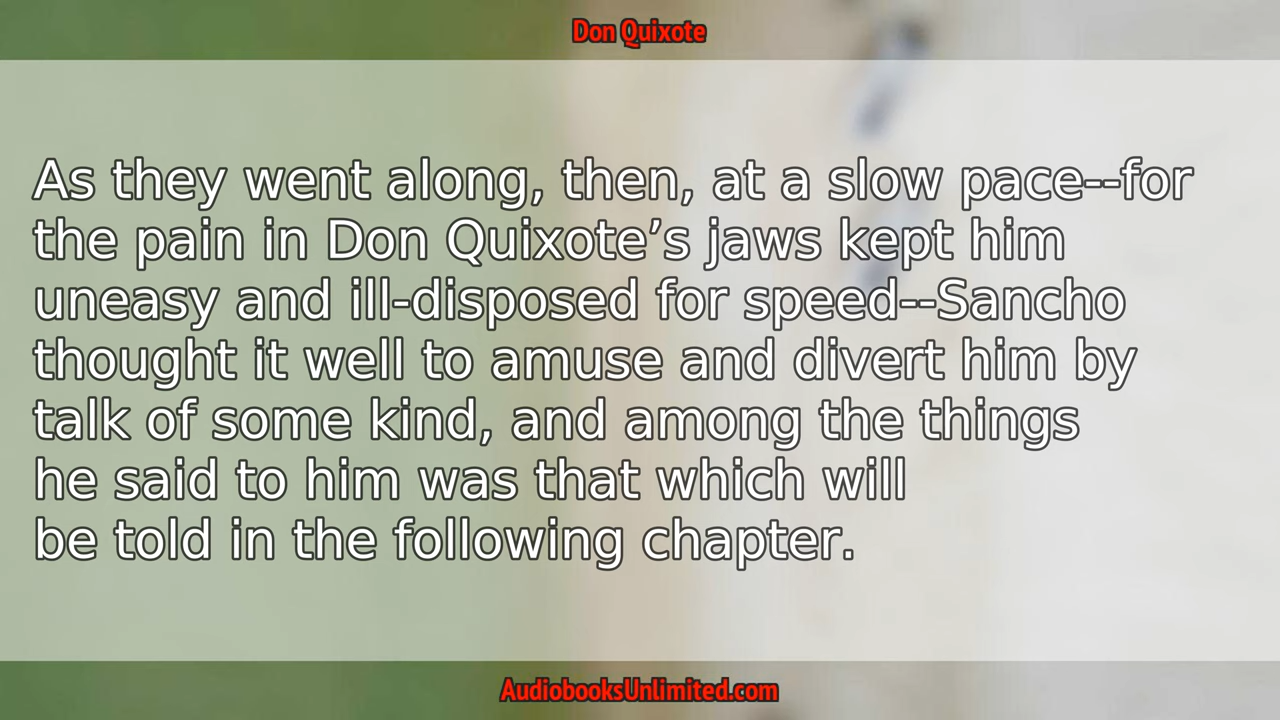 Don Quixote
As they went along, then, at a slow pace--for
the pain in Don Quixote’s jaws kept him
uneasy and ill-disposed for speed--Sancho
thought it well to amuse and divert him by
talk of some kind, and among the things
he said to him was that which will
be told in the following chapter.
AudiobooksUnlimited.com